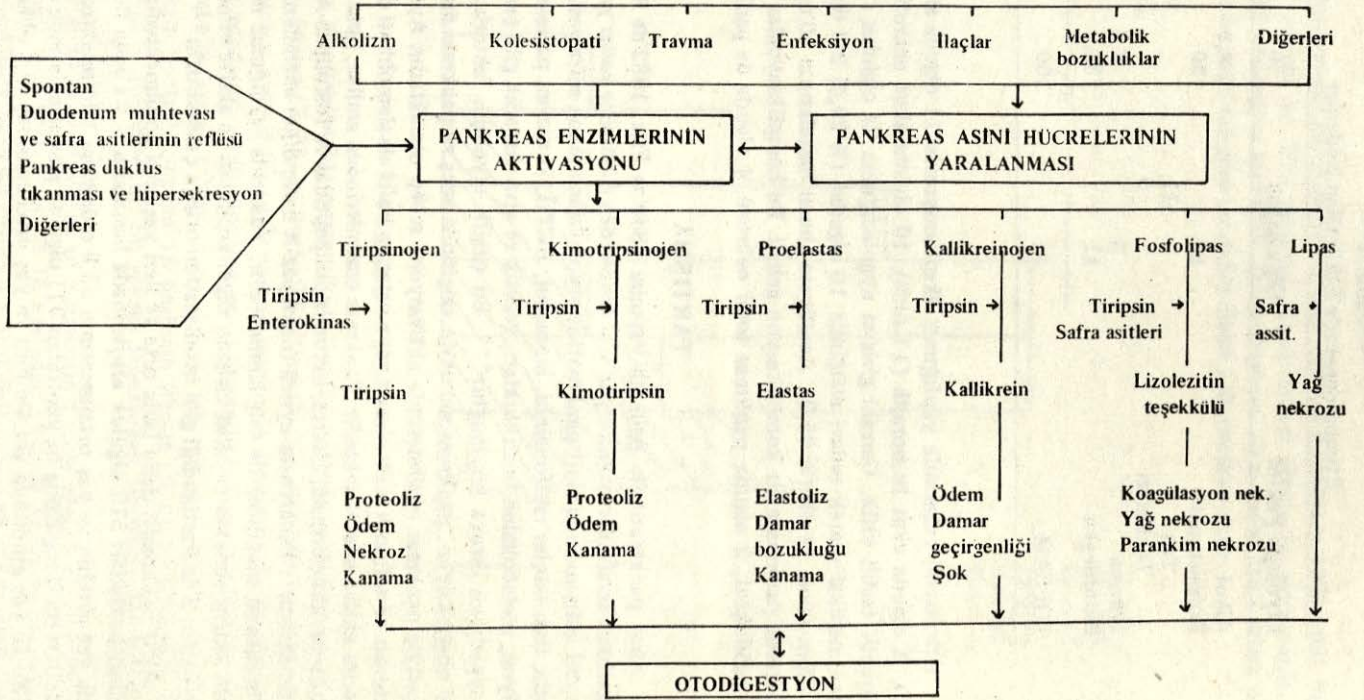 Alkolizm
Kolesistopati
Travma
Enfeksiyon
İlaçlar
Metabolik
bozukluklar
Diğerleri
Spontan
Duodenum muhtevası
ve safra asitlerinin reflüsü
Pankreas duktus
tıkanması ve hipersekresyon
Diğerleri
PANKREAS ENZİMLERİNİN
AKTİVASYONU
PANKREAS ASİNİ HÜCRELERİNİN
YARALANMASI
Tiripsinojen
Kimotripsinojen
Proelastas
Kallikreinojen
Fosfolipas
Lipas
Tiripsin
Enterokinas
Tiripsin
Tiripsin
Tiripsin
Tiripsin
Safra asitleri
Safra
assit.
Tiripsin
Kimotiripsin
Elastas
Kallikrein
Lizolezitin
teşekkülü
Yağ
nekrozu
Proteoliz
Ödem
Nekroz
Kanama
Proteoliz
Ödem
Kanama
Elastoliz
Damar
bozukluğu
Kanama
Ödem
Damar
geçirgenliği
Şok
Koagülasyon nek.
Yağ nekrozu
Parankim nekrozu
OTODİGESTYON